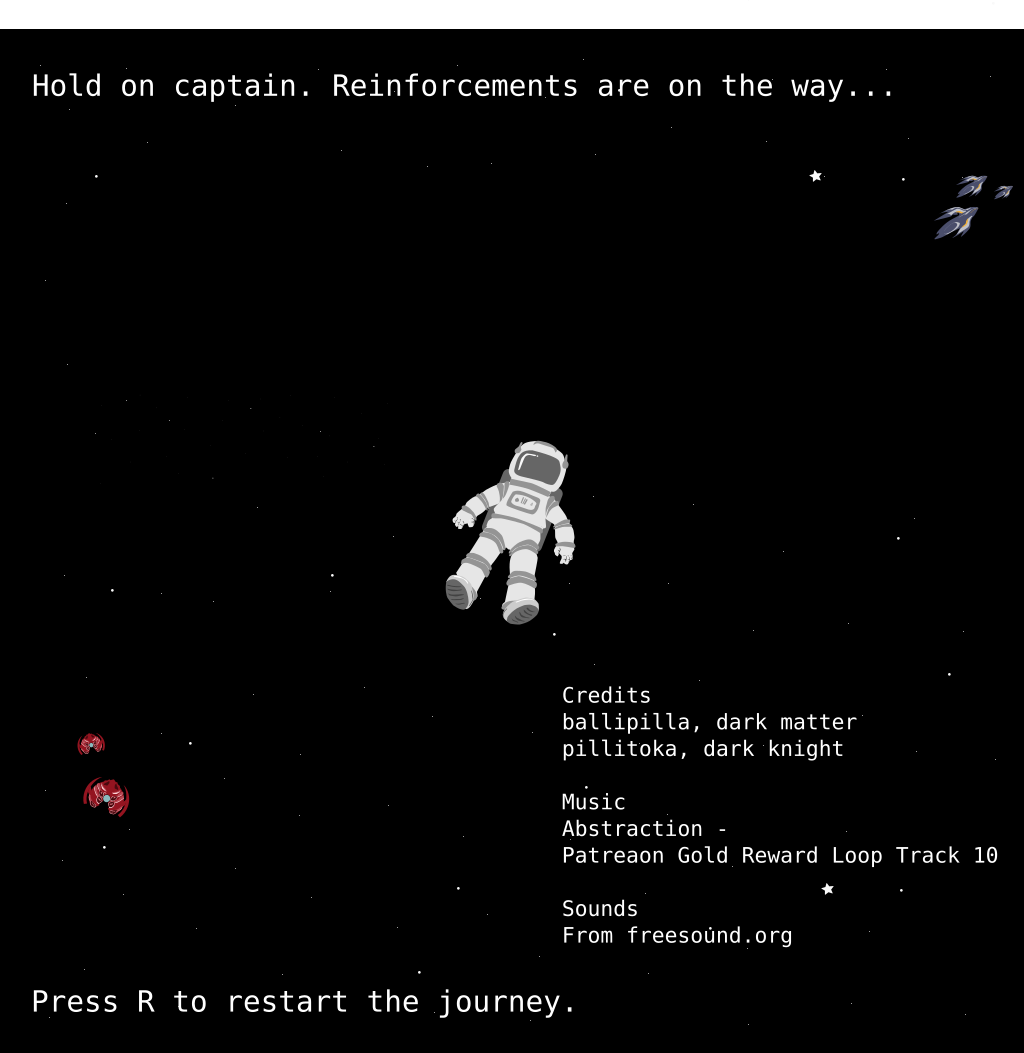 Hold on captain. Reinforcements are on the way...
Credits
ballipilla, dark matter
pillitoka, dark knight
Music
Abstraction -
Patreaon Gold Reward Loop Track 10
Sounds
From freesound.org
Press R to restart the journey.